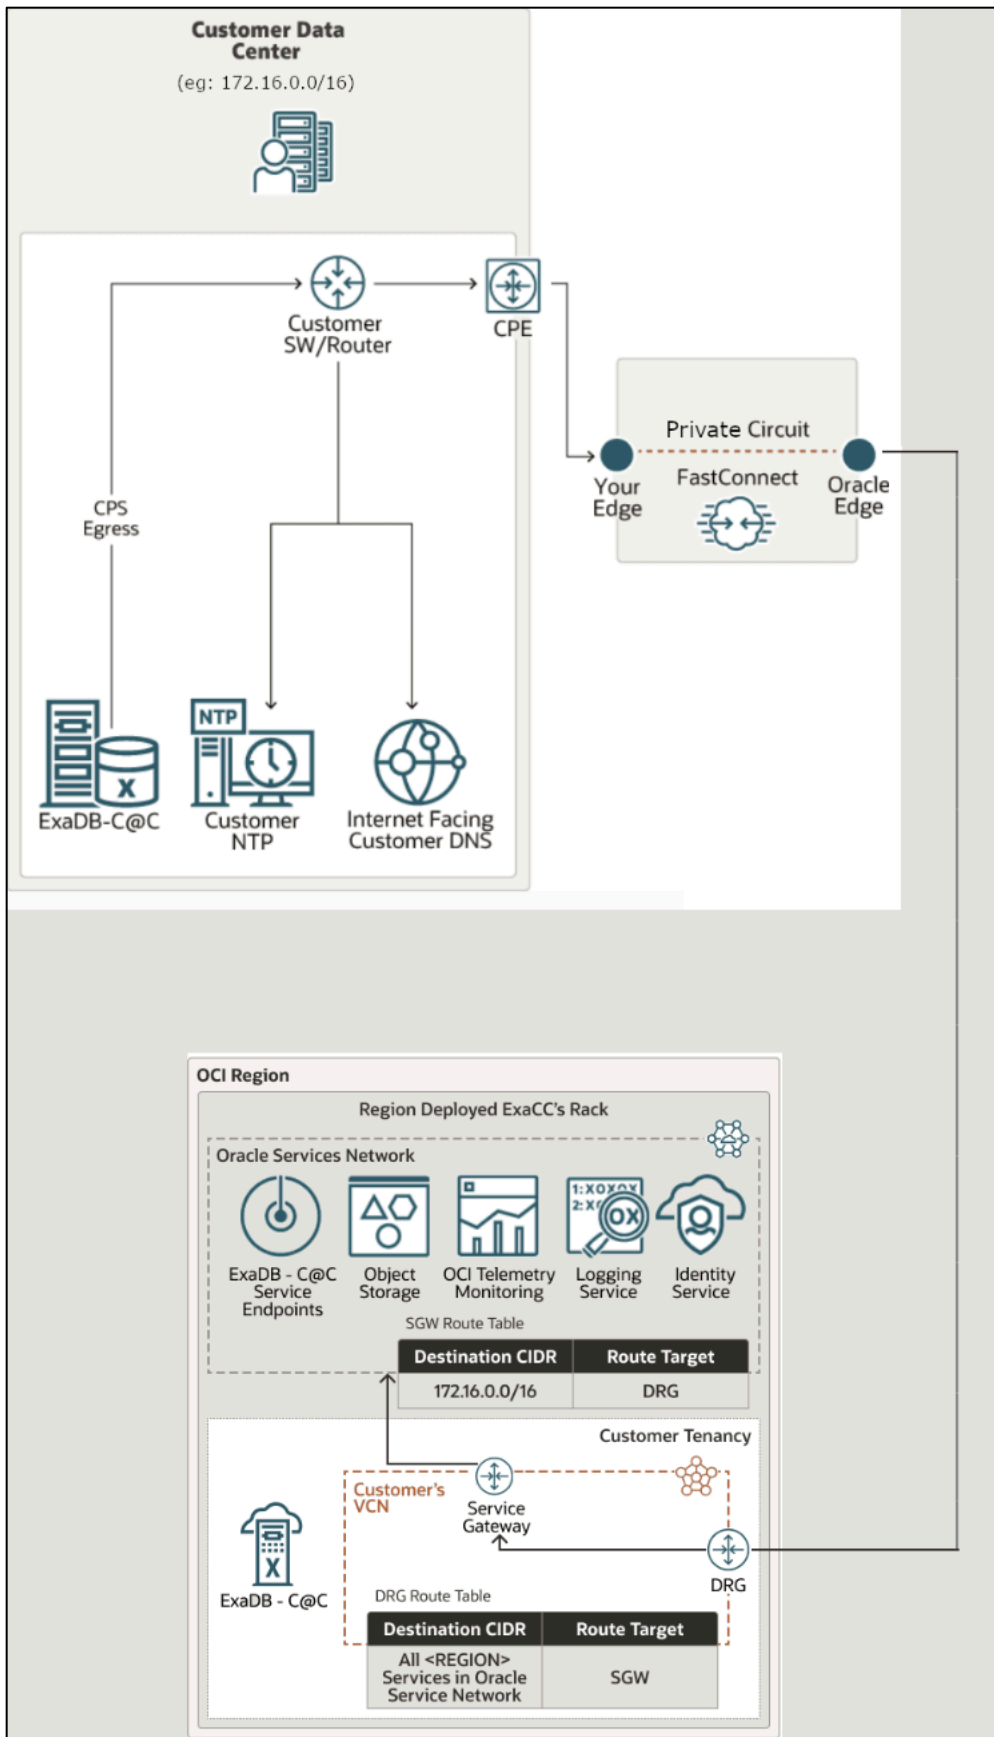 Customer Data
Center
(eg: 172.16.0.0/16)
Customer
SW/Router
CPE
Private Circuit
FastConnect
Your
Edge
Oracle
Edge
CPS
Egress
NTP
X
ExaDB-C@C
Customer
NTP
Internet Facing
Customer DNS
OCI Region
Region Deployed ExaCC's Rack
Oracle Services Network
1:XOXOX
2:X
OX
ExaDB - C@C
Service
Endpoints
Object
Storage
OCI Telemetry
Monitoring
Logging
Service
Identity
Service
SGW Route Table
Destination CIDR Route Target
172.16.0.0/16 DRG
Customer Tenancy
Customer's
VCN
Service
Gateway
X
ExaDB - C@C
DRG
DRG Route Table
Destination CIDR Route Target
All <REGION>
Services in Oracle
Service Network
SGW